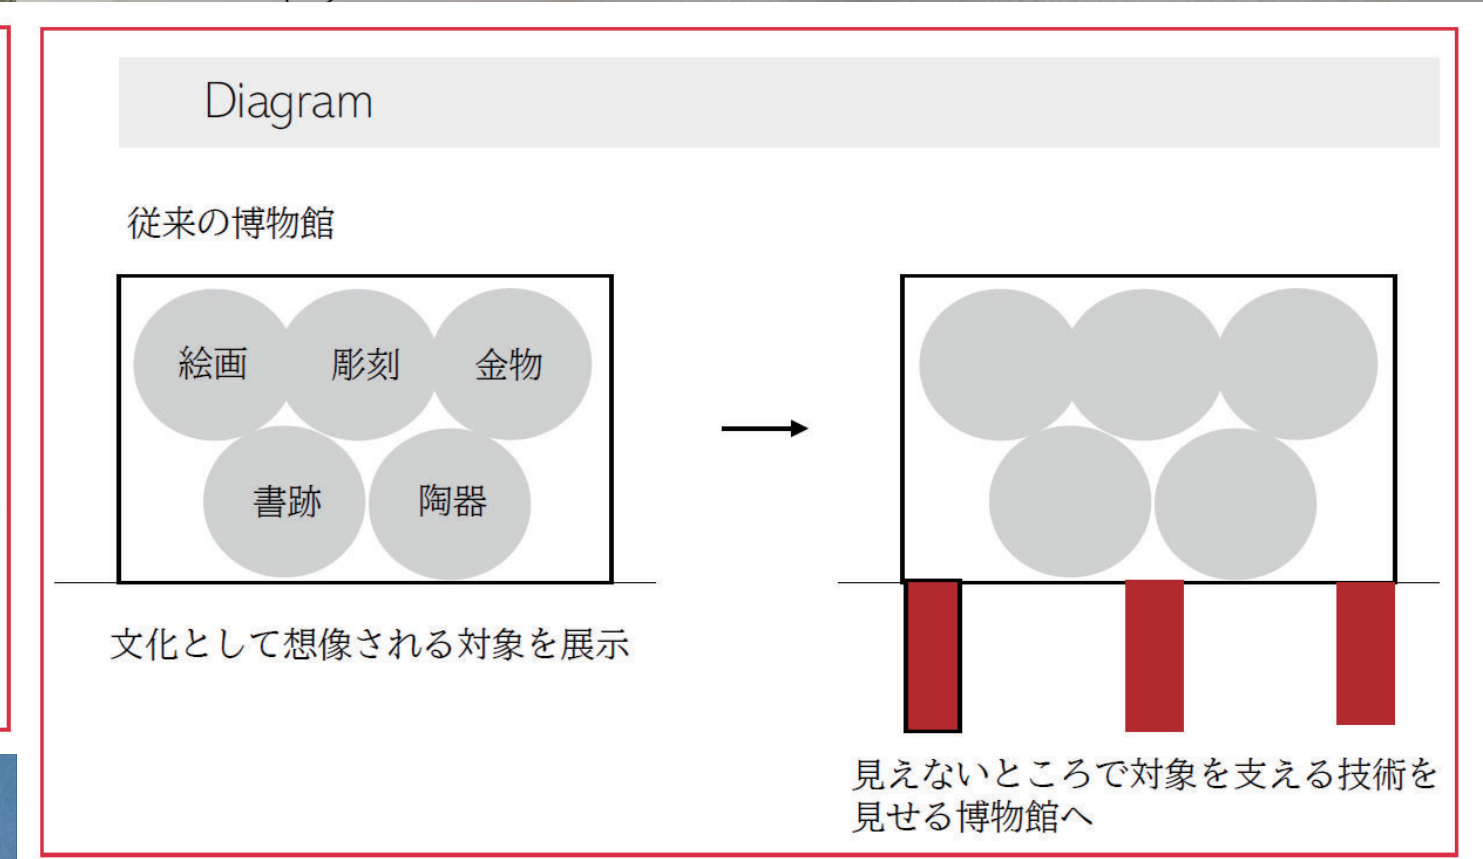 Diagram
従来の博物館
絵画 彫刻 金物
書跡 陶器
文化として想像される対象を展示
見えないところで対象を支える技術を
見せる博物館へ